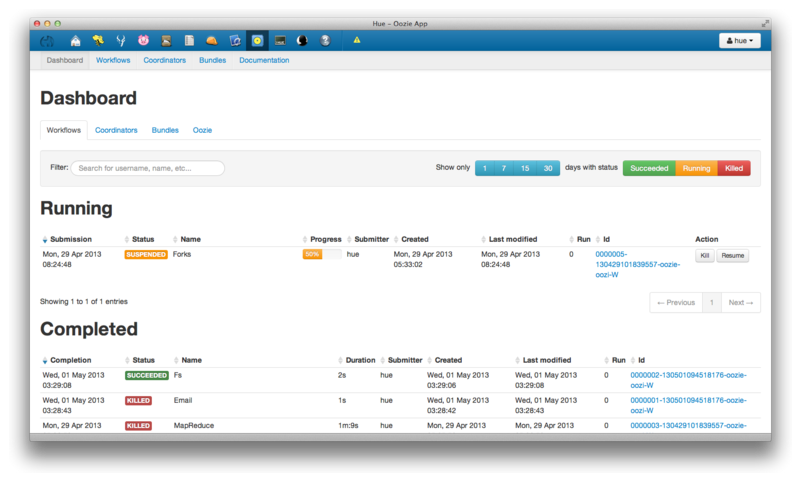 Hue – Oozie App
hue
Dashboard Workflows Coordinators Bundles Documentation
Dashboard
Workflows Coordinators Bundles Oozie
Filter: Search for username, name, etc... Show only 1 7 15 30 days with status Succeeded Running Killed
Running
Submission Status Name Progress Submitter Created Last modified Run Id Action
Mon, 29 Apr 2013 SUSPENDED Forks 50% hue Mon, 29 Apr 2013 Mon, 29 Apr 2013 0 0000005- Kill Resume
08:24:48 05:33:02 08:24:48 130429101839557-oozie-
oozi-W
Showing 1 to 1 of 1 entries ← Previous 1 Next →
Completed
Completion Status Name Duration Submitter Created Last modified Run Id
Wed, 01 May 2013 SUCCEEDED Fs 2s hue Wed, 01 May 2013 Wed, 01 May 2013 0 0000002-130501094518176-oozie-
03:29:08 03:29:06 03:29:08 oozi-W
Wed, 01 May 2013 KILLED Email 1s hue Wed, 01 May 2013 Wed, 01 May 2013 0 0000001-130501094518176-oozie-
03:28:43 03:28:42 03:28:43 oozi-W
Mon, 29 Apr 2013 KILLED MapReduce 1m:9s hue Mon, 29 Apr 2013 Mon, 29 Apr 2013 0 0000003-130429101839557-oozie-